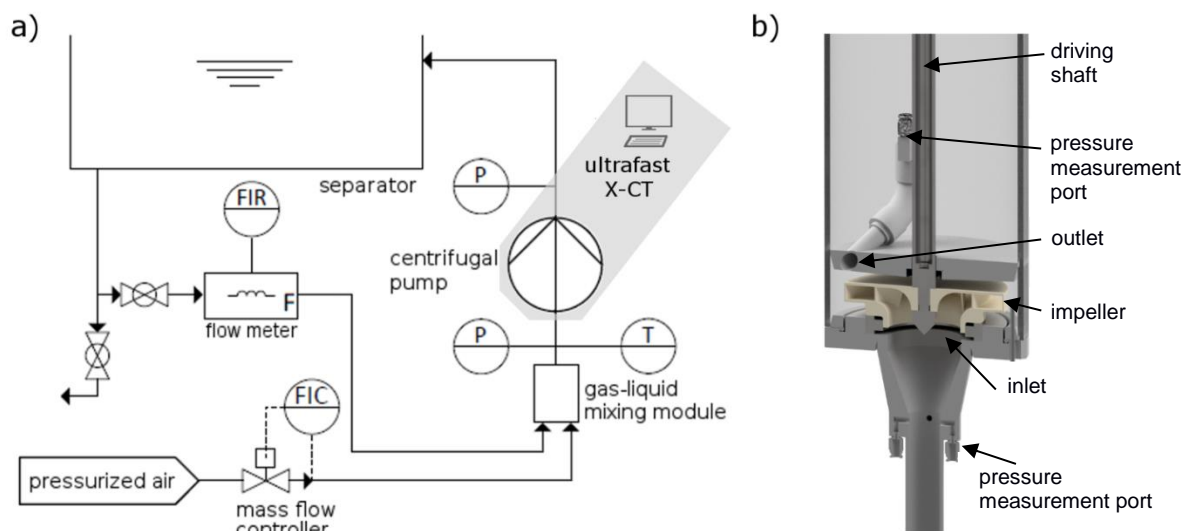 a)
separator
FIR
F
flow meter
FIC
pressurized air
mass flow
controller
P
centrifugal
pump
ultrafast
X-CT
P
T
gas-liquid
mixing module
b)
driving
shaft
pressure
measurement
port
outlet
impeller
inlet
pressure
measurement port